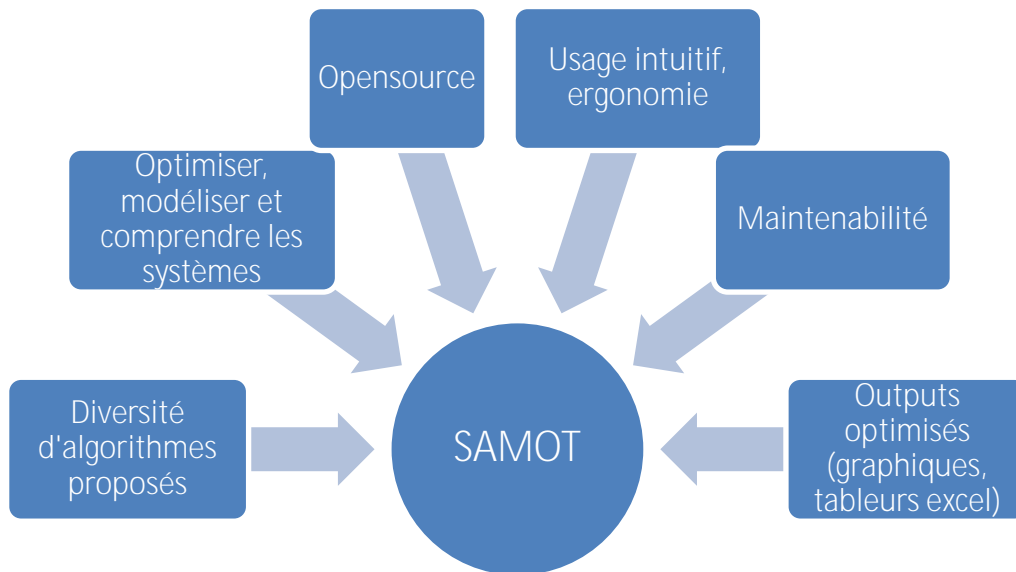 Opensource
Usage intuitif,
ergonomie
Optimiser,
modéliser et
comprendre les
systèmes
Maintenabilité
Diversité
d'algorithmes
proposés
SAMOT
Outputs
optimisés
(graphiques,
tableurs excel)